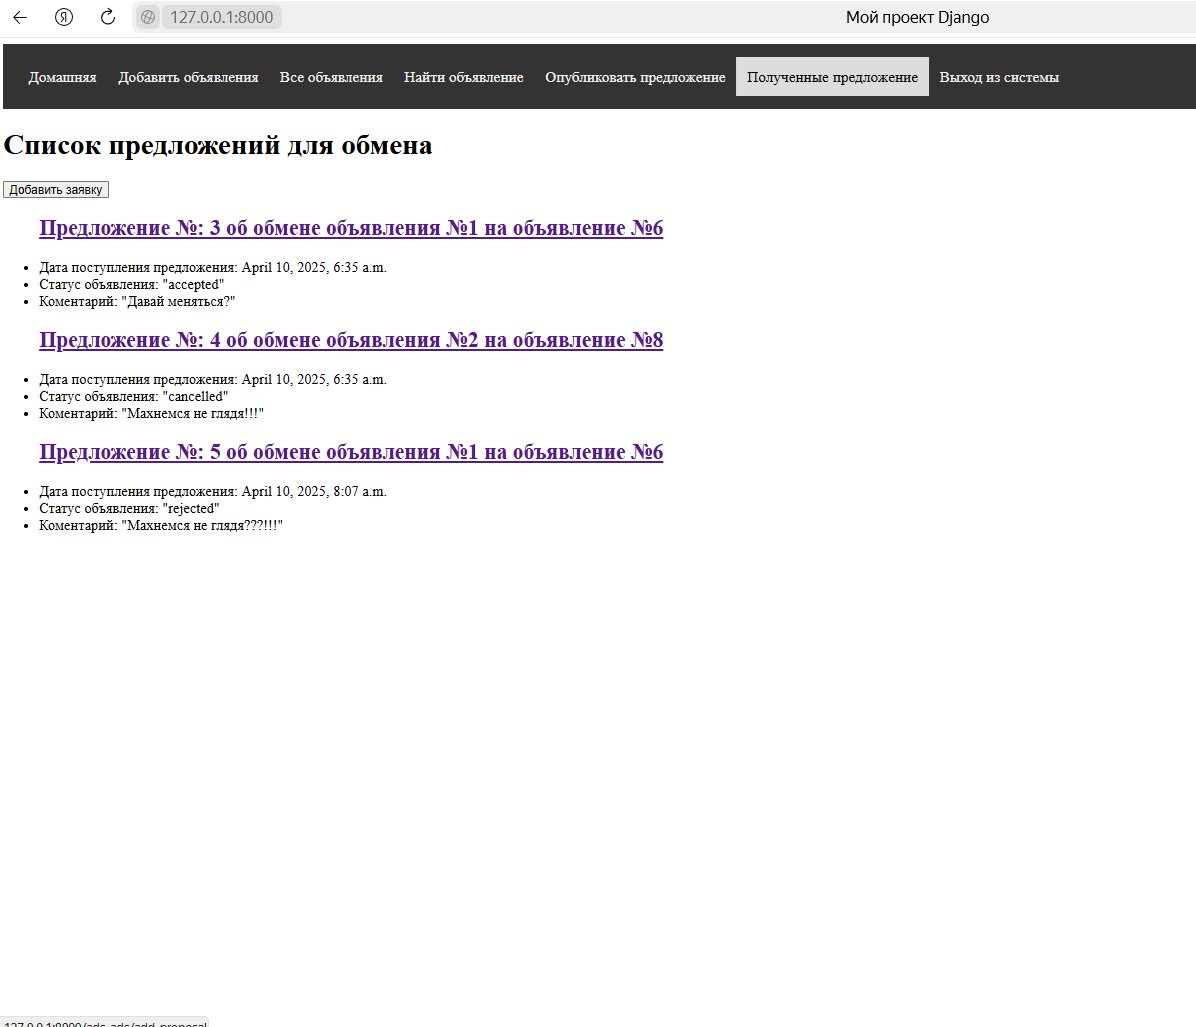 Я 127.0.0.1:8000 Мой проект Django
Домашняя Добавить объявления Все объявления Найти объявление Опубликовать предложение Полученные предложение Выход из системы
Список предложений для обмена
Добавить заявку
Предложение №: 3 об обмене объявления №1 на объявление №6
Дата поступления предложения: April 10, 2025, 6:35 a.m.
Статус объявления: "accepted"
Коментарий: "Давай меняться?"
Предложение №: 4 об обмене объявления №2 на объявление №8
Дата поступления предложения: April 10, 2025, 6:35 a.m.
Статус объявления: "cancelled"
Коментарий: "Махнемся не глядя!!!"
Предложение №: 5 об обмене объявления №1 на объявление №6
Дата поступления предложения: April 10, 2025, 8:07 a.m.
Статус объявления: "rejected"
Коментарий: "Махнемся не глядя???!!!"
127.0.0.1:8000/ads_ads/add_proposal